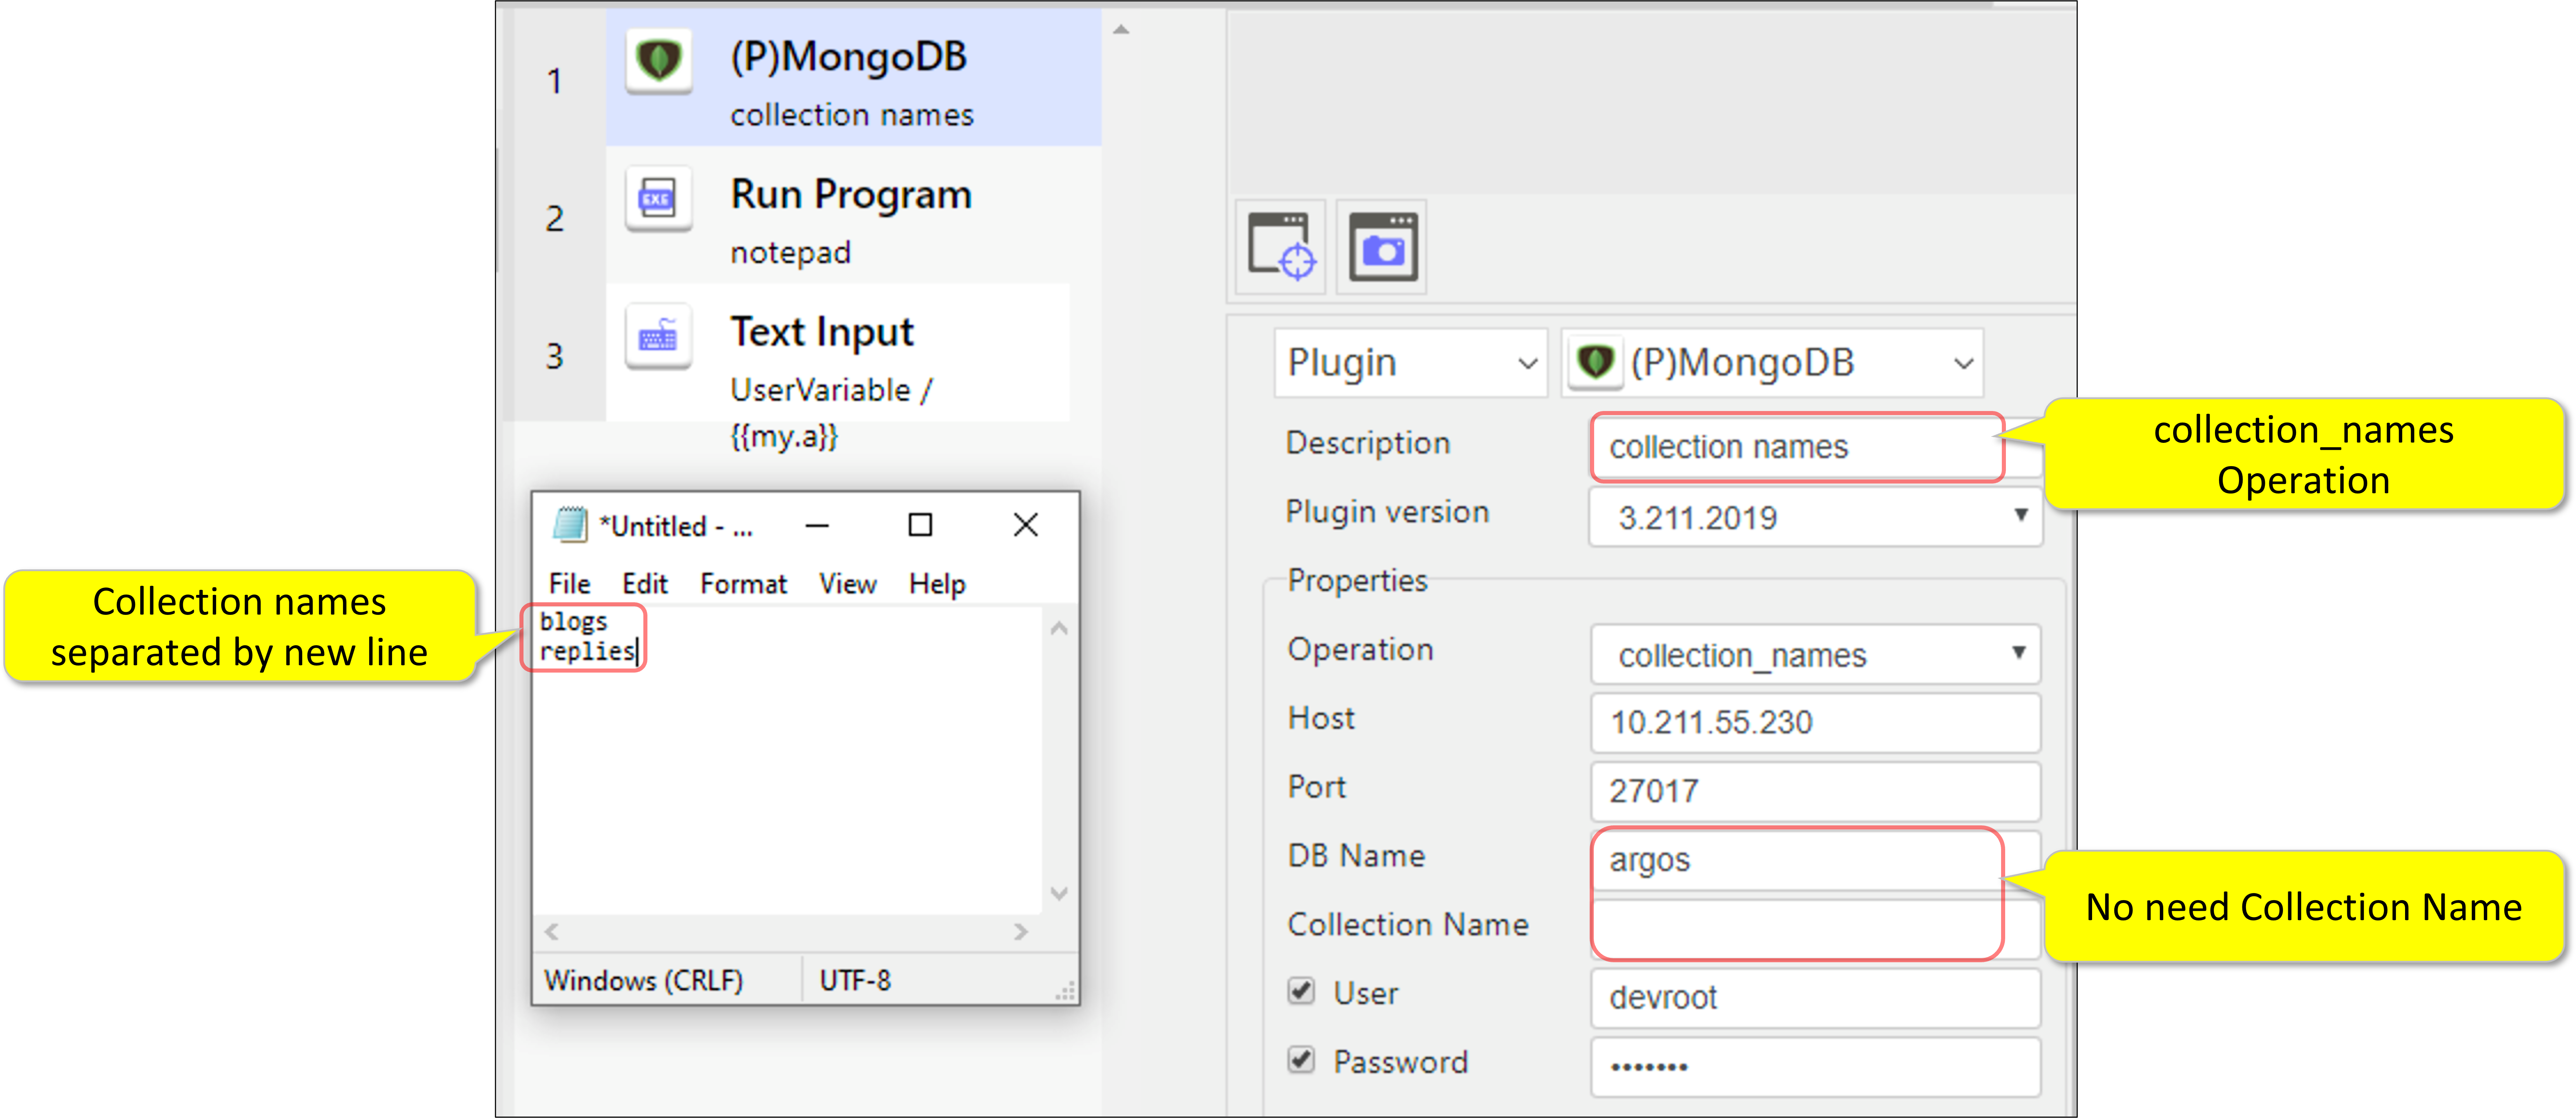 1
(P)MongoDB
collection names
2
EXE
Run Program
notepad
3
Text Input
UserVariable /
{{my.a}}
*Untitled - ...
File Edit Format View Help
blogs
replies
Windows (CRLF) UTF-8
Collection names
separated by new line
Plugin (P)MongoDB
Description collection names
Plugin version 3.211.2019
Properties
Operation collection_names
Host 10.211.55.230
Port 27017
DB Name argos
Collection Name
User devroot
Password •••••••
collection_names
Operation
No need Collection Name